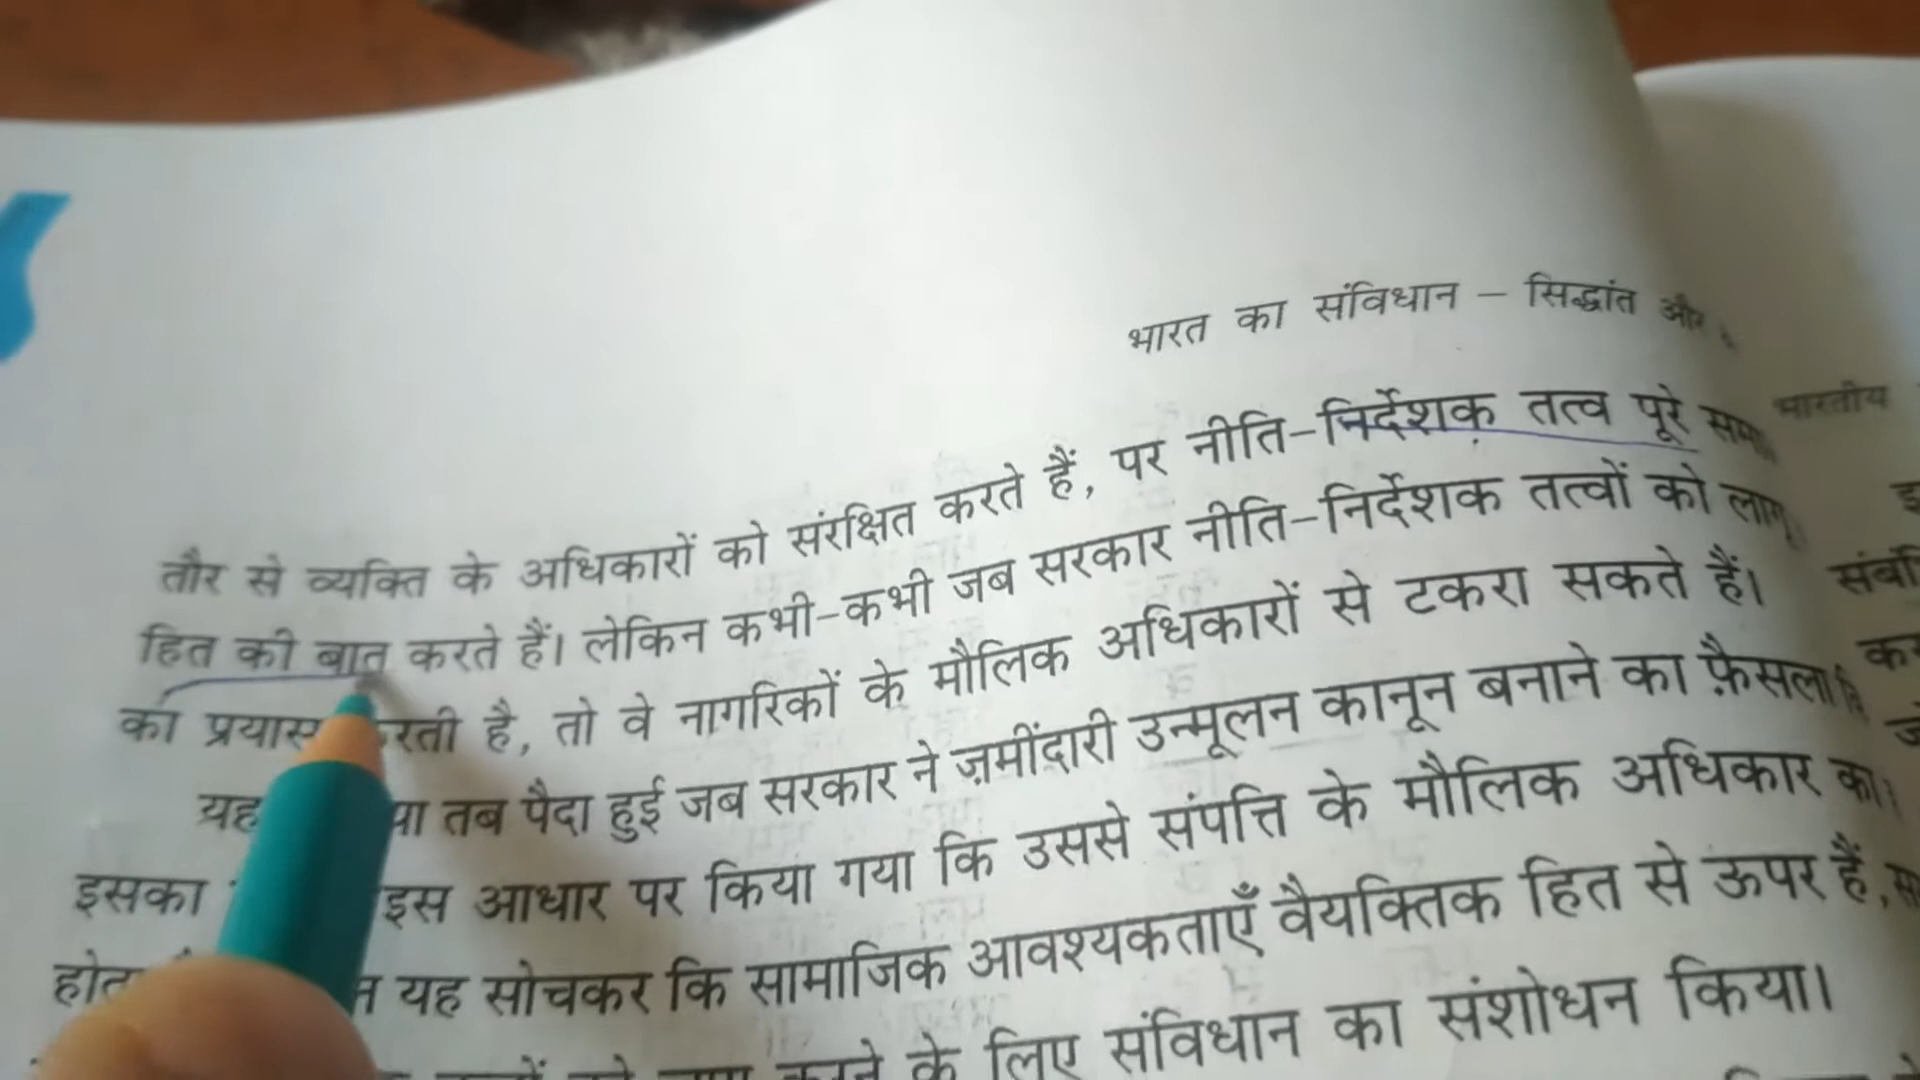 भारत का संविधान – सिद्धांत और
तौर से व्यक्ति के अधिकारों को संरक्षित करते हैं, पर नीति-निर्देशक तत्व पूरे
हित की बात करते हैं। लेकिन कभी-कभी जब सरकार नीति-निर्देशक तत्वों को लागू
का प्रयास करती है, तो वे नागरिकों के मौलिक अधिकारों से टकरा सकते हैं।
यह तब पैदा हुई जब सरकार ने ज़मींदारी उन्मूलन कानून बनाने का फ़ैसला
इसका इस आधार पर किया गया कि उससे संपत्ति के मौलिक अधिकार का
यह सोचकर कि सामाजिक आवश्यकताएँ वैयक्तिक हित से ऊपर हैं,
के लिए संविधान का संशोधन किया।
भारतीय